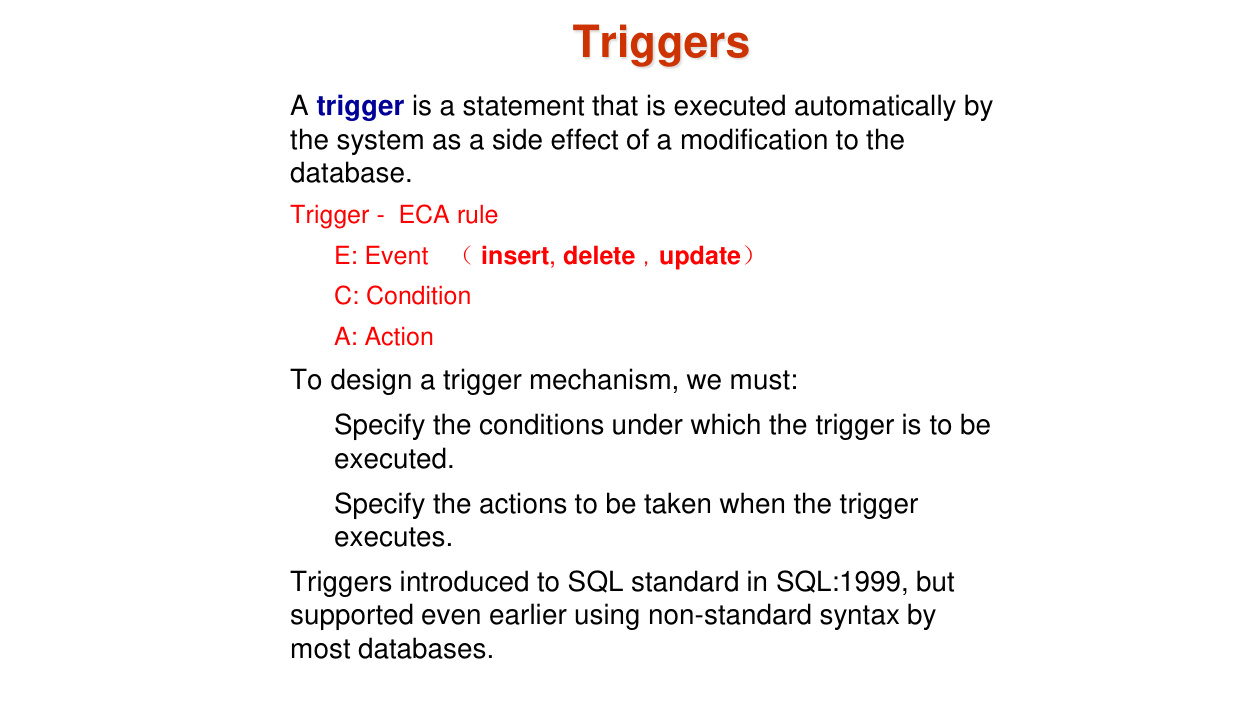 Triggers
A trigger is a statement that is executed automatically by
the system as a side effect of a modification to the
database.
Trigger -  ECA rule
E: Event （ insert, delete , update）
C: Condition
A: Action
To design a trigger mechanism, we must:
Specify the conditions under which the trigger is to be
executed.
Specify the actions to be taken when the trigger
executes.
Triggers introduced to SQL standard in SQL:1999, but
supported even earlier using non-standard syntax by
most databases.